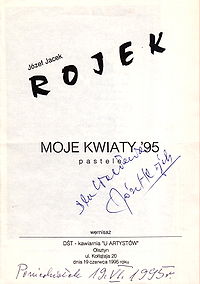 Józef Jacek
ROJEK
MOJE KWIATY '95
pastele
wernisaż
DŚT - kawiarnia "U ARTYSTÓW"
Olsztyn
ul. Kołłątaja 20
dnia 19 czerwca 1995 roku
Poniedziałek 19.VI.1995r.